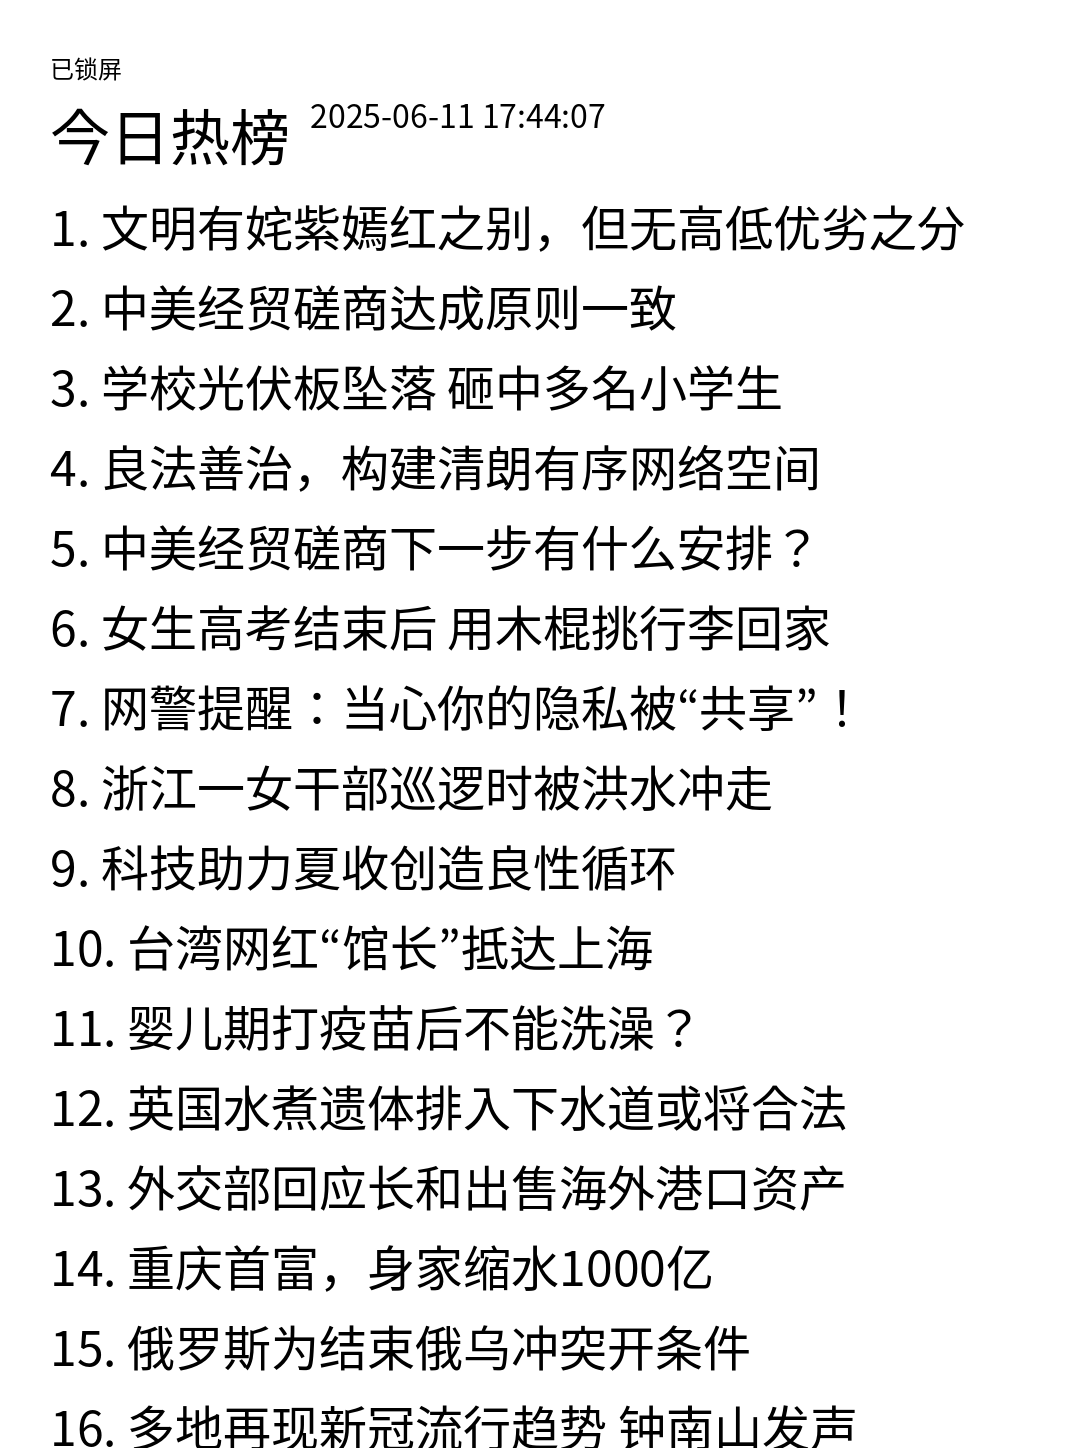 已锁屏
今日热榜 2025-06-11 17:44:07
1. 文明有姹紫嫣红之别，但无高低优劣之分
2. 中美经贸磋商达成原则一致
3. 学校光伏板坠落 砸中多名小学生
4. 良法善治，构建清朗有序网络空间
5. 中美经贸磋商下一步有什么安排？
6. 女生高考结束后 用木棍挑行李回家
7. 网警提醒：当心你的隐私被“共享”！
8. 浙江一女干部巡逻时被洪水冲走
9. 科技助力夏收创造良性循环
10. 台湾网红“馆长”抵达上海
11. 婴儿期打疫苗后不能洗澡？
12. 英国水煮遗体排入下水道或将合法
13. 外交部回应长和出售海外港口资产
14. 重庆首富，身家缩水1000亿
15. 俄罗斯为结束俄乌冲突开条件
16. 多地再现新冠流行趋势 钟南山发声